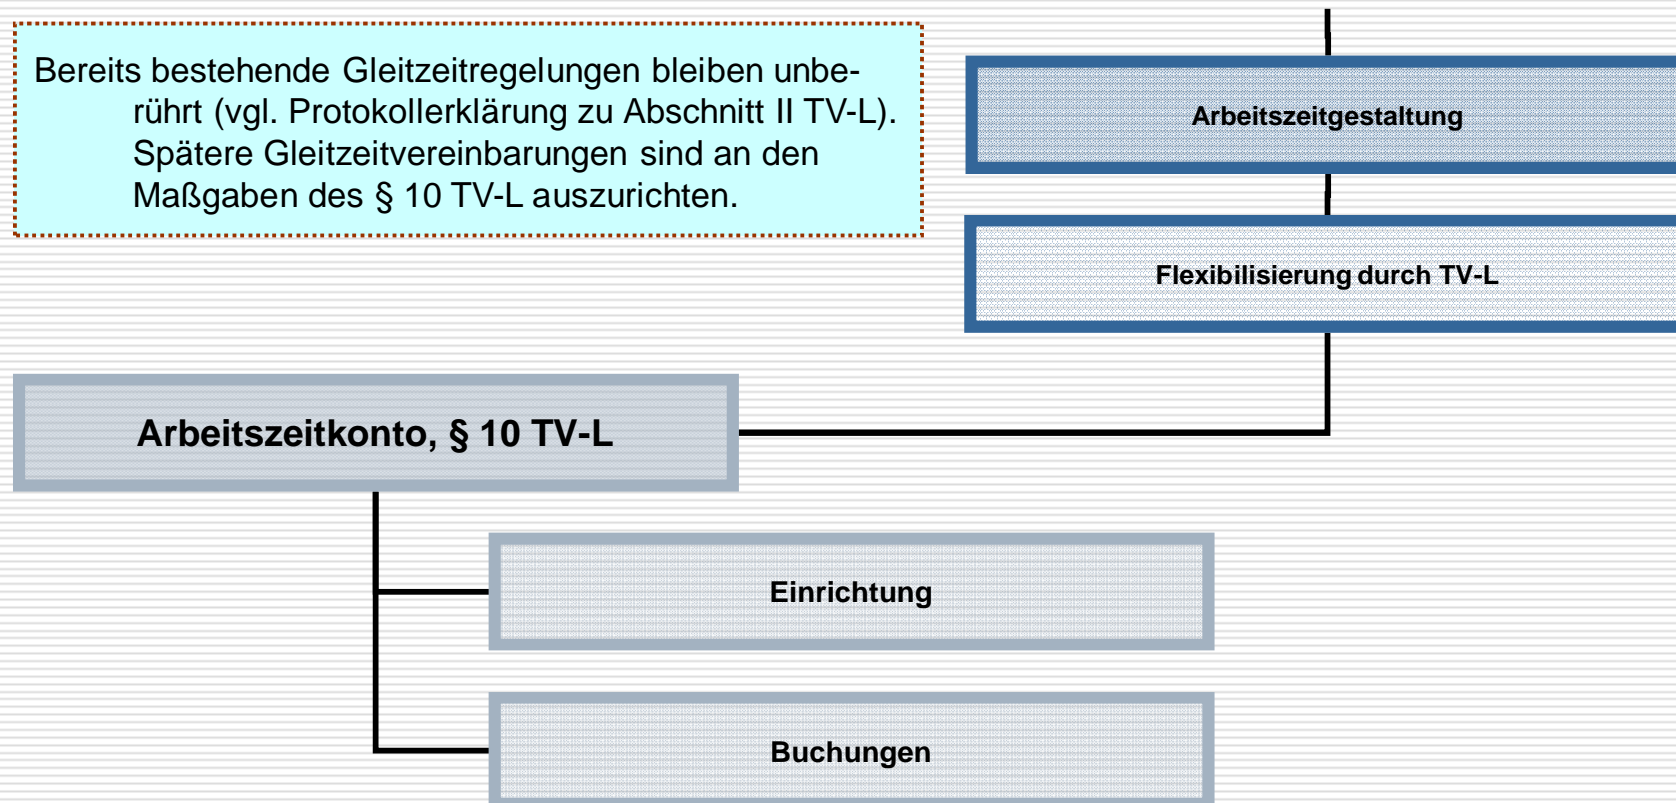 Bereits bestehende Gleitzeitregelungen bleiben unbe-
rührt (vgl. Protokollerklärung zu Abschnitt II TV-L).
Spätere Gleitzeitvereinbarungen sind an den
Maßgaben des § 10 TV-L auszurichten.
Arbeitszeitgestaltung
Flexibilisierung durch TV-L
Arbeitszeitkonto, § 10 TV-L
Einrichtung
Buchungen